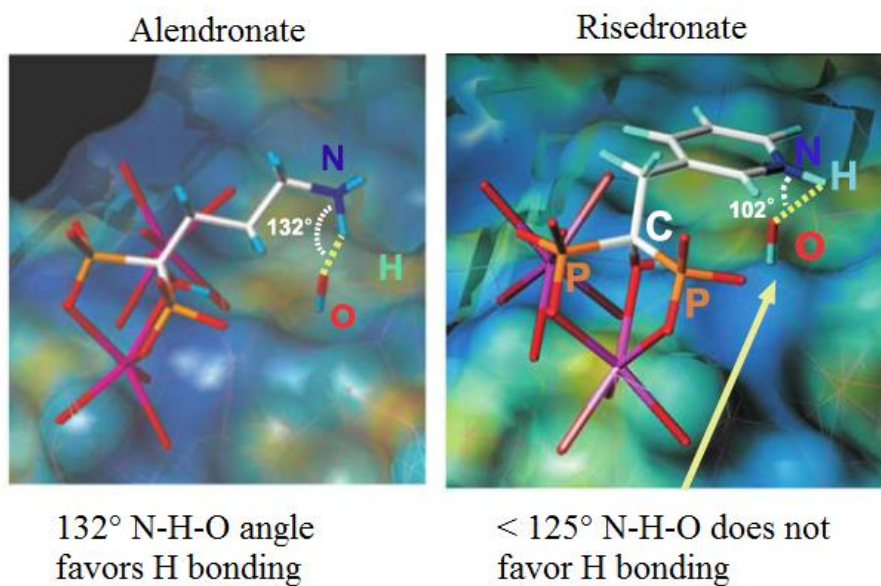 Alendronate
Risedronate
N
132°
H
O
N
H
102°
C
O
P
P
132° N-H-O angle
favors H bonding
< 125° N-H-O does not
favor H bonding